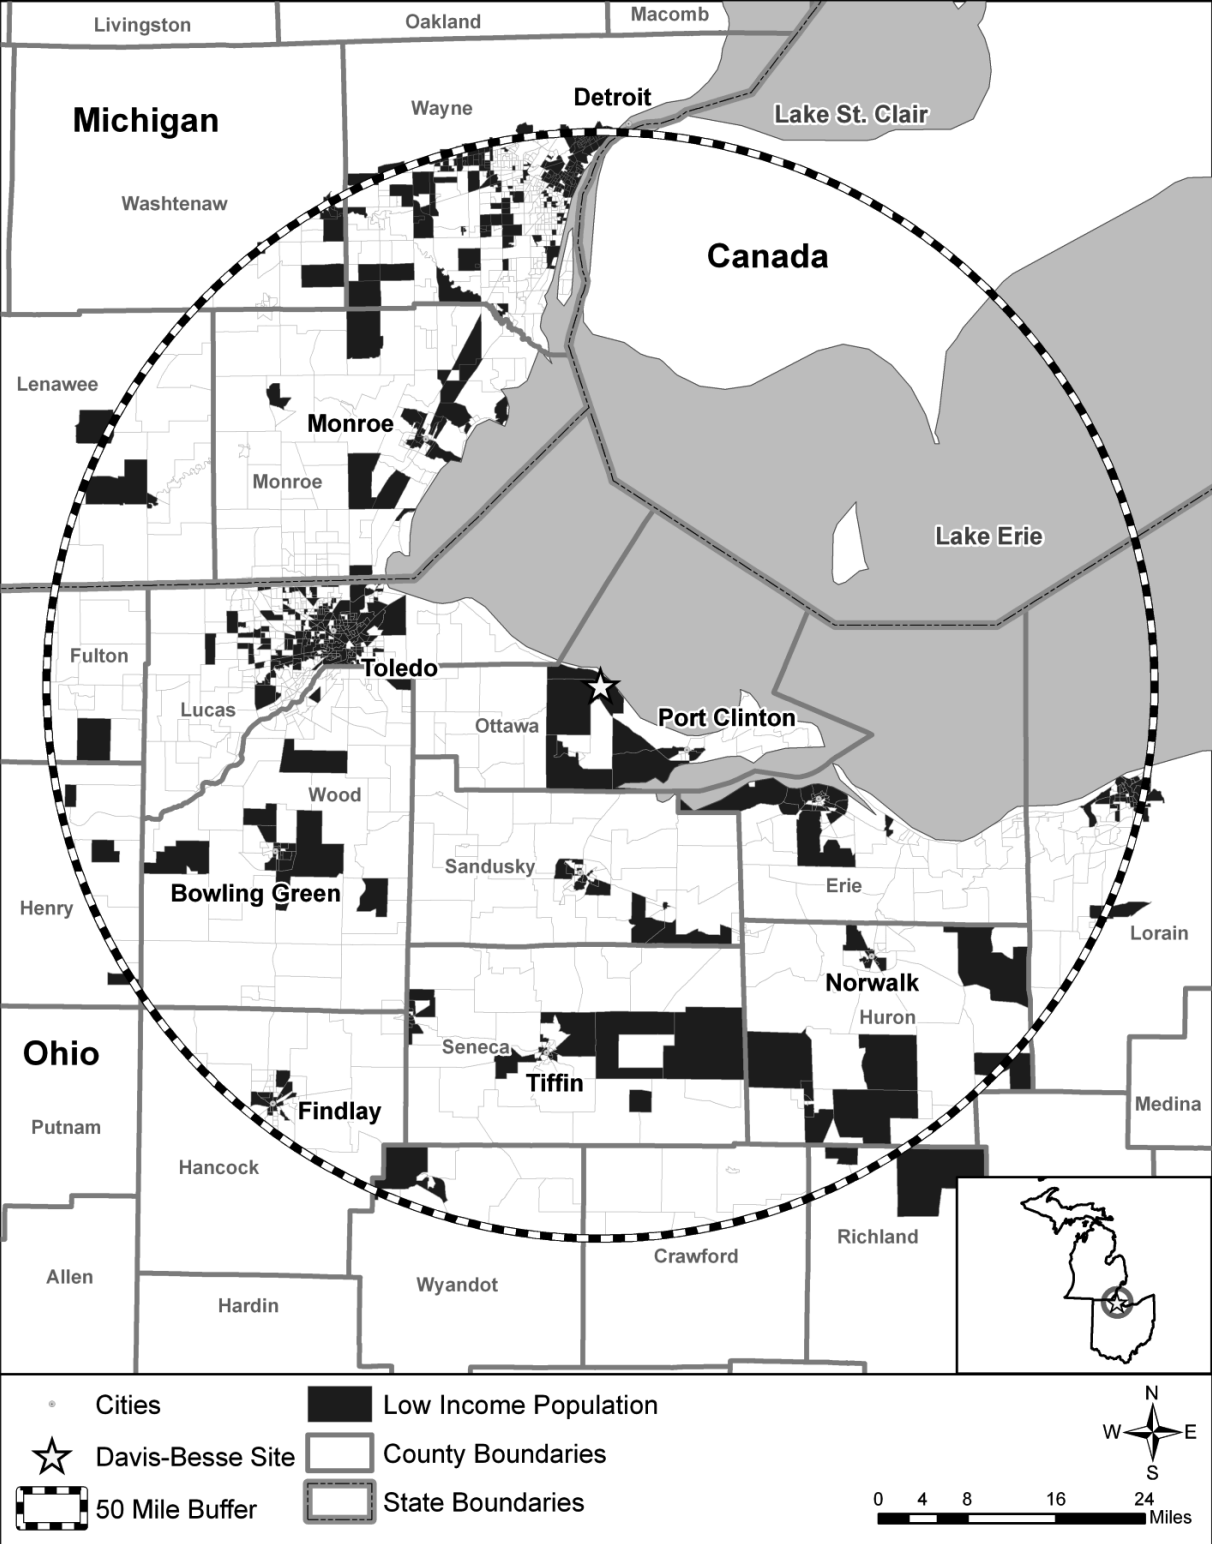 Livingston
Oakland
Macomb
Michigan
Wayne
Detroit
Lake St. Clair
Washtenaw
Canada
Lenawee
Monroe
Monroe
Lake Erie
Fulton
Toledo
Lucas
Ottawa
Port Clinton
Wood
Sandusky
Erie
Bowling Green
Henry
Lorain
Norwalk
Huron
Ohio
Seneca
Tiffin
Findlay
Medina
Putnam
Hancock
Richland
Crawford
Allen
Wyandot
Hardin
Cities
Low Income Population
Davis-Besse Site
County Boundaries
50 Mile Buffer
State Boundaries
N
W E
S
0 4 8 16 24
Miles